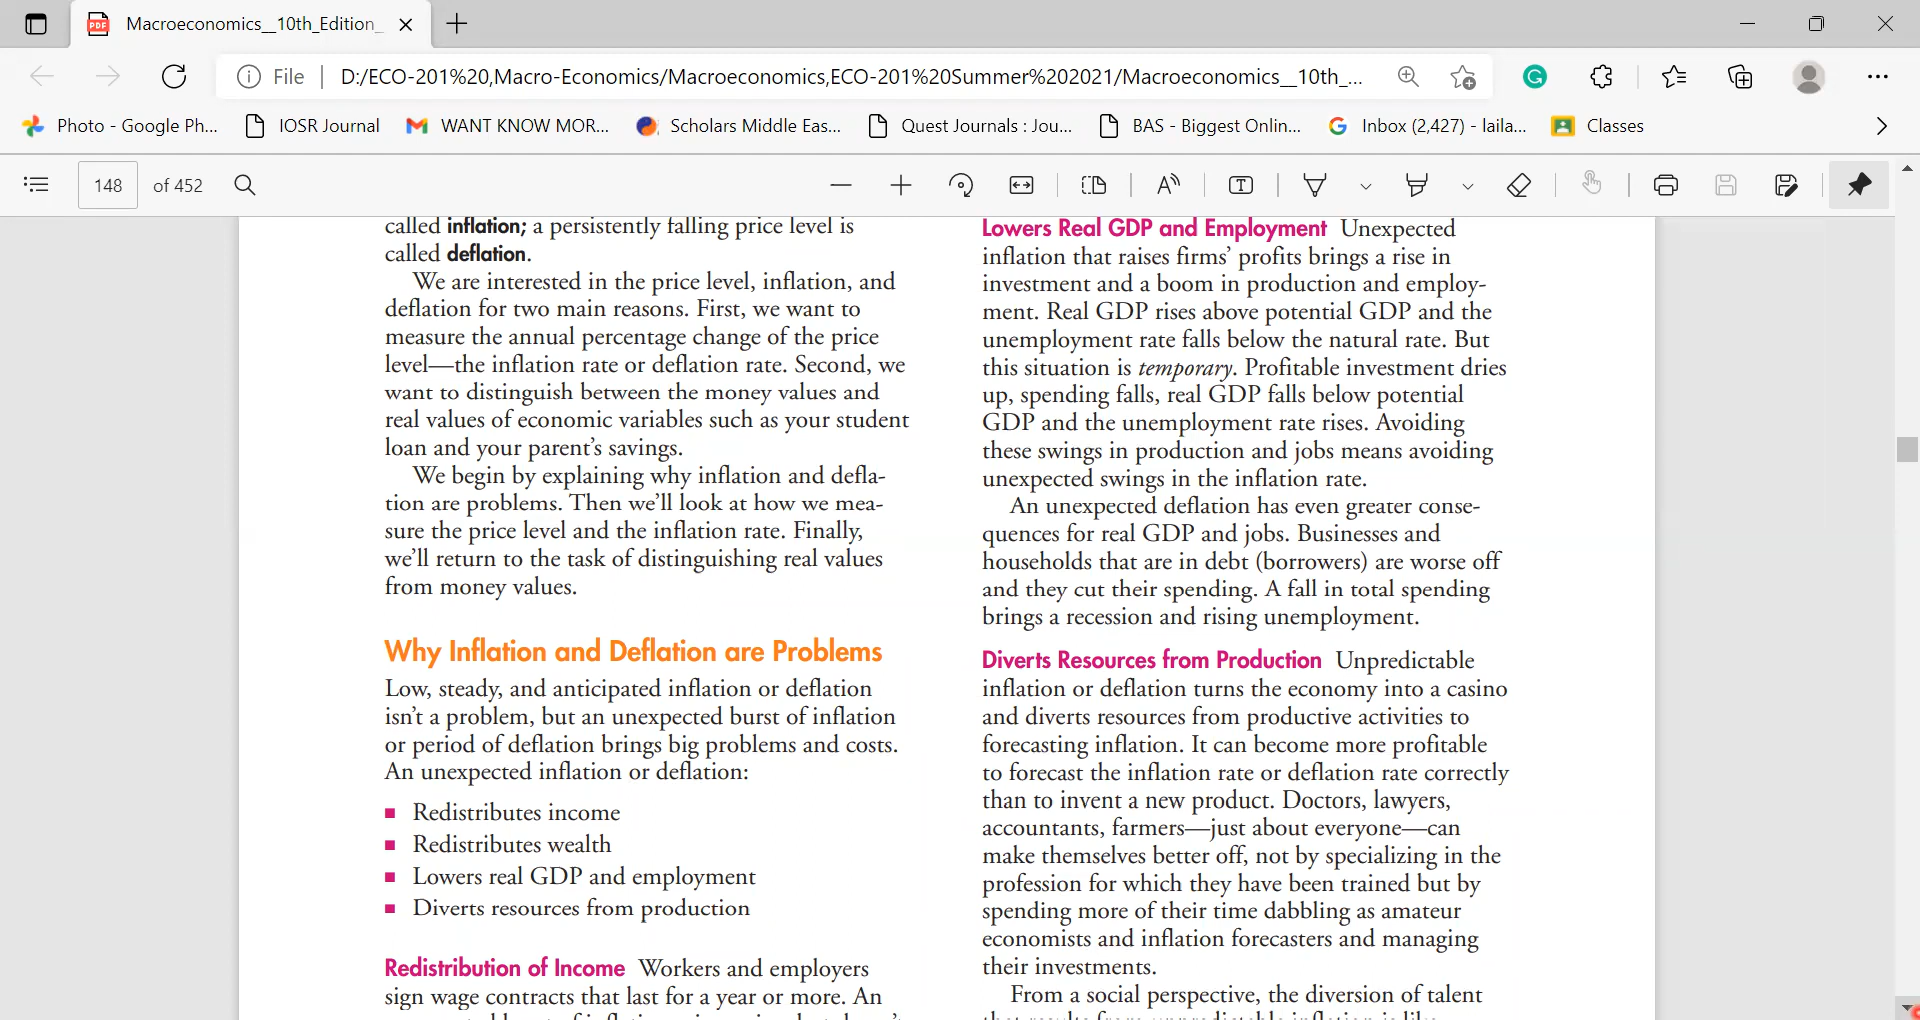 Macroeconomics__10th_Edition_
File
D:/ECO-201%20,Macro-Economics/Macroeconomics,ECO-201%20Summer%202021/Macroeconomics__10th_...
Photo - Google Ph...
IOSR Journal
WANT KNOW MOR...
Scholars Middle Eas...
Quest Journals : Jou...
BAS - Biggest Onlin...
Inbox (2,427) - laila...
Classes
148 of 452
called inflation; a persistently falling price level is
called deflation.
We are interested in the price level, inflation, and
deflation for two main reasons. First, we want to
measure the annual percentage change of the price
level—the inflation rate or deflation rate. Second, we
want to distinguish between the money values and
real values of economic variables such as your student
loan and your parent's savings.
We begin by explaining why inflation and defla-
tion are problems. Then we'll look at how we mea-
sure the price level and the inflation rate. Finally,
we'll return to the task of distinguishing real values
from money values.
Why Inflation and Deflation are Problems
Low, steady, and anticipated inflation or deflation
isn't a problem, but an unexpected burst of inflation
or period of deflation brings big problems and costs.
An unexpected inflation or deflation:
■ Redistributes income
■ Redistributes wealth
■ Lowers real GDP and employment
■ Diverts resources from production
Redistribution of Income Workers and employers
sign wage contracts that last for a year or more. An
Lowers Real GDP and Employment Unexpected
inflation that raises firms' profits brings a rise in
investment and a boom in production and employ-
ment. Real GDP rises above potential GDP and the
unemployment rate falls below the natural rate. But
this situation is temporary. Profitable investment dries
up, spending falls, real GDP falls below potential
GDP and the unemployment rate rises. Avoiding
these swings in production and jobs means avoiding
unexpected swings in the inflation rate.
An unexpected deflation has even greater conse-
quences for real GDP and jobs. Businesses and
households that are in debt (borrowers) are worse off
and they cut their spending. A fall in total spending
brings a recession and rising unemployment.
Diverts Resources from Production Unpredictable
inflation or deflation turns the economy into a casino
and diverts resources from productive activities to
forecasting inflation. It can become more profitable
to forecast the inflation rate or deflation rate correctly
than to invent a new product. Doctors, lawyers,
accountants, farmers—just about everyone—can
make themselves better off, not by specializing in the
profession for which they have been trained but by
spending more of their time dabbling as amateur
economists and inflation forecasters and managing
their investments.
From a social perspective, the diversion of talent